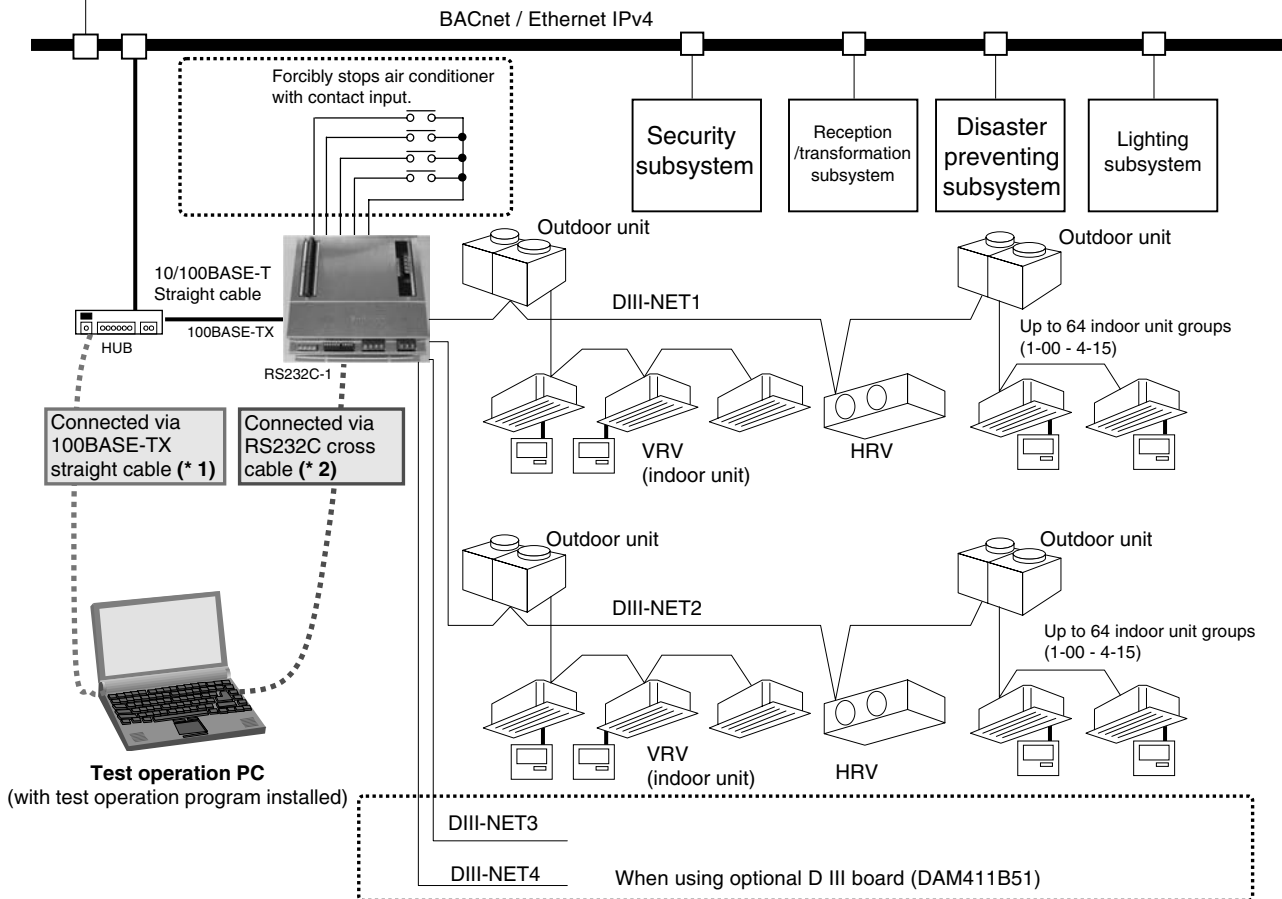 BACnet / Ethernet IPv4
Forcibly stops air conditioner
with contact input.
Security
subsystem
Reception
/transformation
subsystem
Disaster
preventing
subsystem
Lighting
subsystem
Outdoor unit
Outdoor unit
10/100BASE-T
Straight cable
DIII-NET1
100BASE-TX
HUB
Up to 64 indoor unit groups
(1-00 - 4-15)
RS232C-1
Connected via
100BASE-TX
straight cable (* 1)
Connected via
RS232C cross
cable (* 2)
VRV
(indoor unit)
HRV
Outdoor unit
Outdoor unit
DIII-NET2
Up to 64 indoor unit groups
(1-00 - 4-15)
VRV
(indoor unit)
HRV
Test operation PC
(with test operation program installed)
DIII-NET3
DIII-NET4
When using optional D III board (DAM411B51)